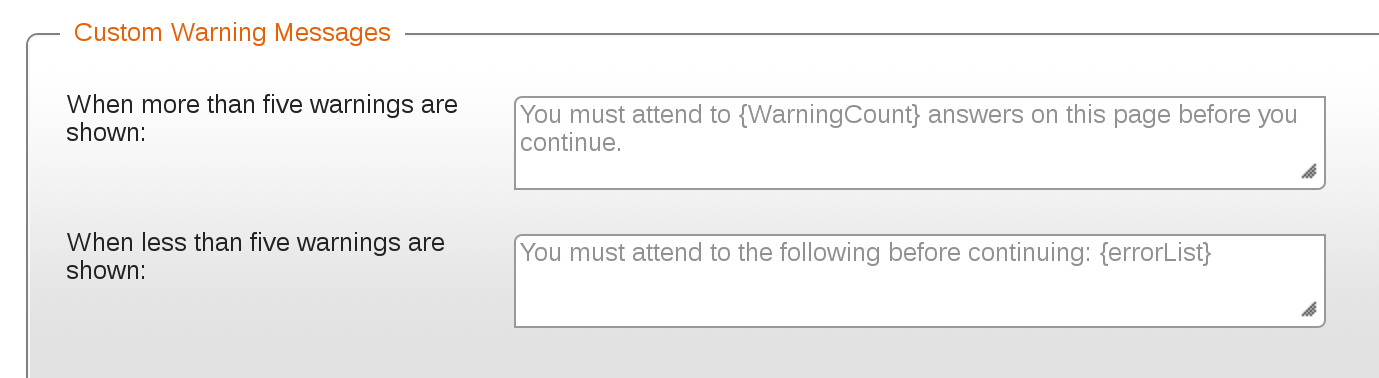 Custom Warning Messages
When more than five warnings are
shown:
You must attend to {WarningCount} answers on this page before you
continue.
When less than five warnings are
shown:
You must attend to the following before continuing: {errorList}